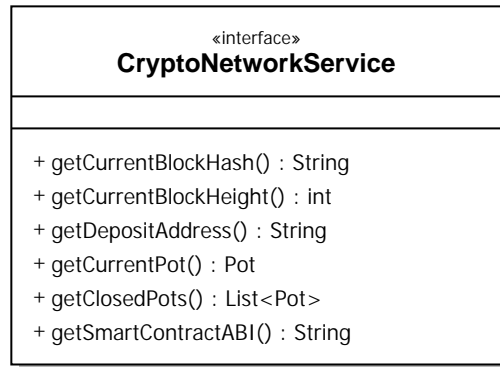 «interface»
CryptoNetworkService
+ getCurrentBlockHash() : String
+ getCurrentBlockHeight() : int
+ getDepositAddress() : String
+ getCurrentPot() : Pot
+ getClosedPots() : List<Pot>
+ getSmartContractABI() : String